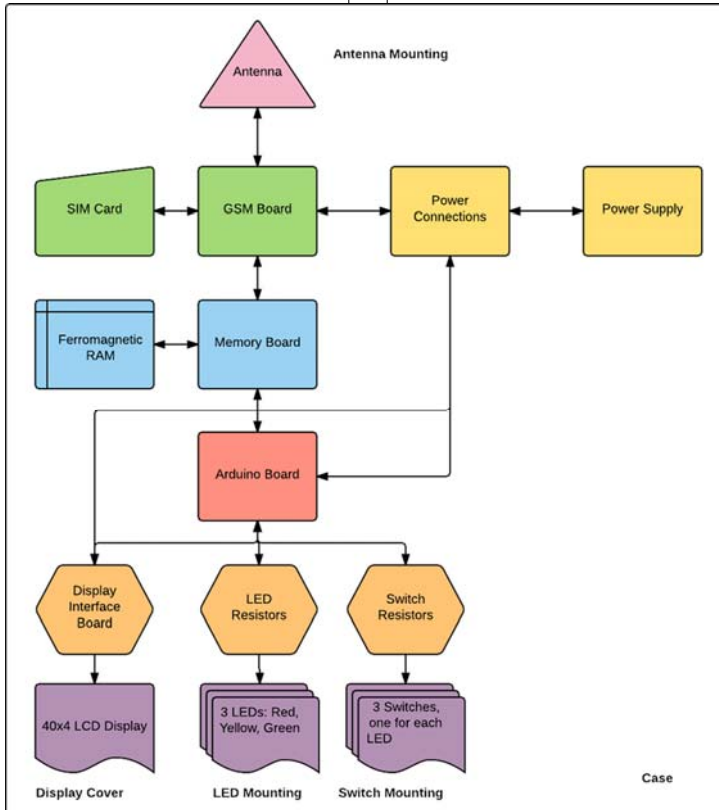 Antenna Mounting
Antenna
SIM Card
GSM Board
Power
Connections
Power Supply
Ferromagnetic
RAM
Memory Board
Arduino Board
Display
Interface
Board
LED
Resistors
Switch
Resistors
40x4 LCD Display
3 LEDs: Red,
Yellow, Green
3 Switches,
one for each
LED
Display Cover
LED Mounting
Switch Mounting
Case